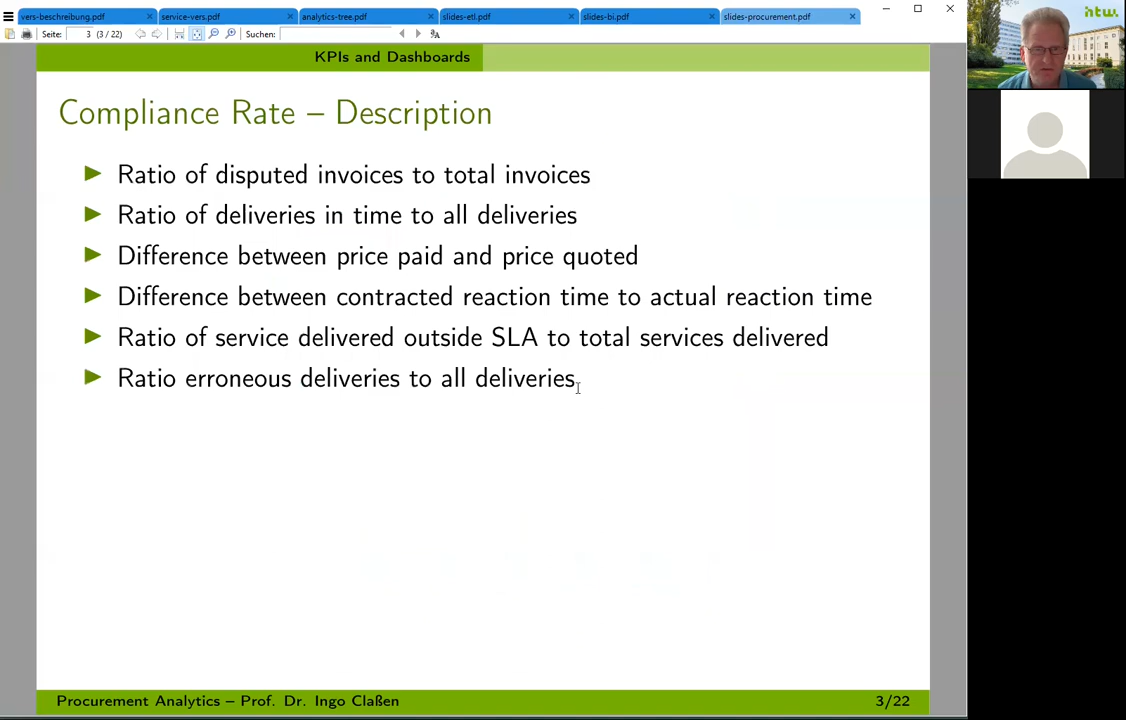 vers-beschreibung.pdf
service-vers.pdf
analytics-tree.pdf
slides-etl.pdf
slides-bi.pdf
slides-procurement.pdf
Seite: 3 (3 / 22) Suchen:
KPIs and Dashboards
Compliance Rate – Description
Ratio of disputed invoices to total invoices
Ratio of deliveries in time to all deliveries
Difference between price paid and price quoted
Difference between contracted reaction time to actual reaction time
Ratio of service delivered outside SLA to total services delivered
Ratio erroneous deliveries to all deliveries
Procurement Analytics – Prof. Dr. Ingo Claßen 3/22
htw